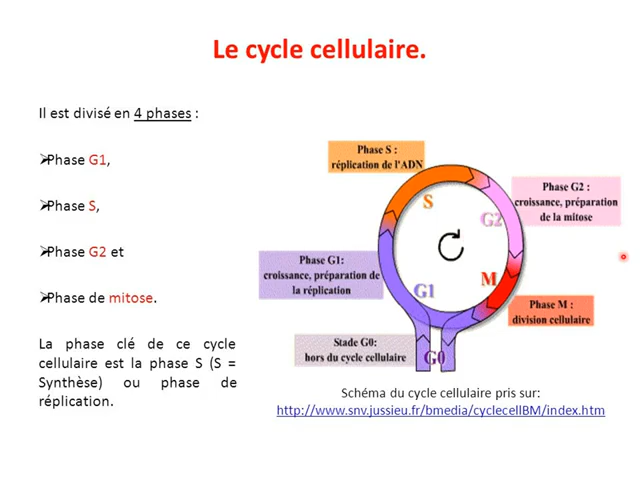 Le cycle cellulaire.
Il est divisé en 4 phases :
➢Phase G1,
➢Phase S,
➢Phase G2 et
➢Phase de mitose.
La phase clé de ce cycle
cellulaire est la phase S (S =
Synthèse) ou phase de
réplication.
Phase S :
réplication de l'ADN
Phase G2 :
croissance, préparation
de la mitose
Phase G1:
croissance, préparation de
la réplication
Phase M :
division cellulaire
Stade G0:
hors du cycle cellulaire
S
G2
G1
M
G0
Schéma du cycle cellulaire pris sur:
http://www.snv.jussieu.fr/bmedia/cyclecellBM/index.htm